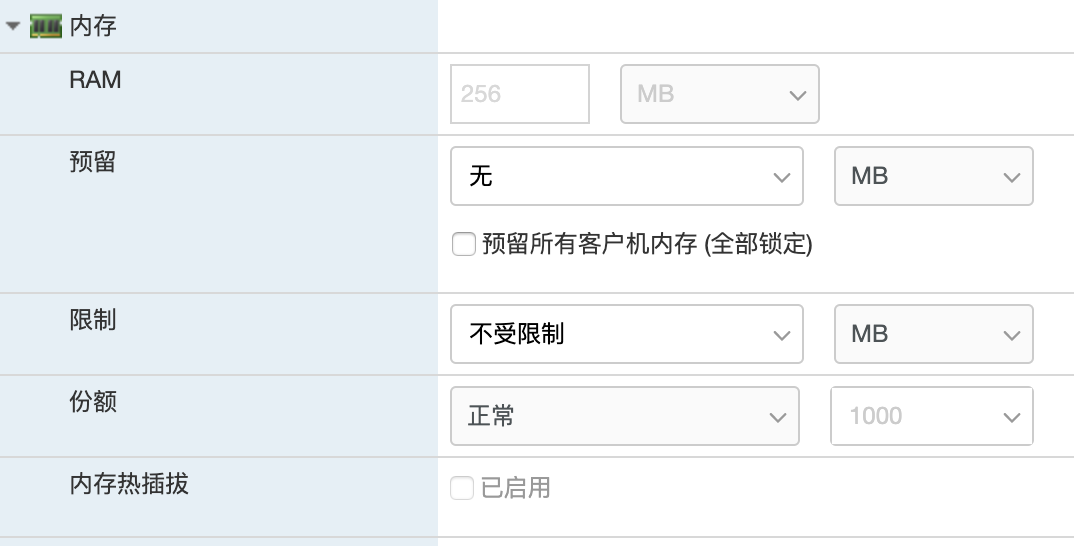 内存
RAM 256 MB
预留 无 MB
预留所有客户机内存 (全部锁定)
限制 不受限制 MB
份额 正常 1000
内存热插拔 已启用